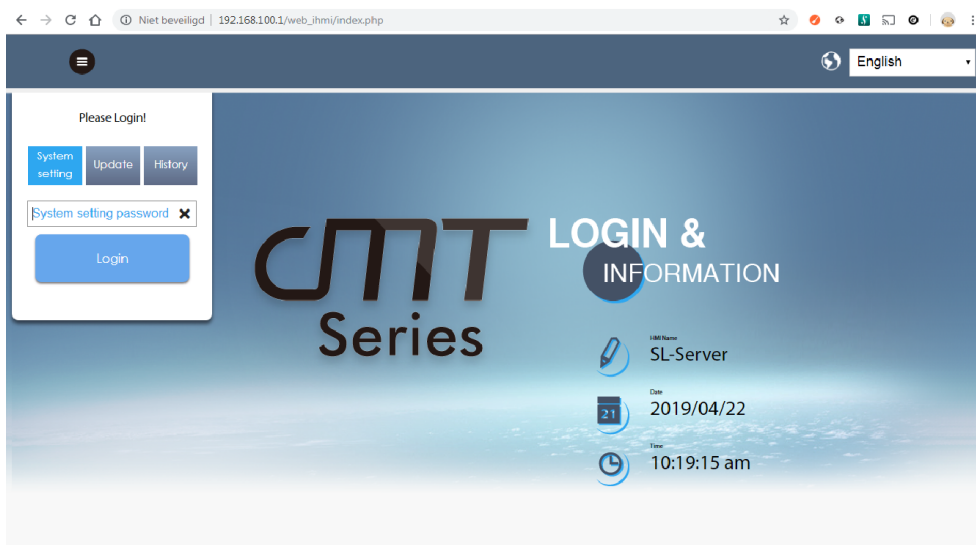 Niet beveiligd | 192.168.100.1/web_ihmi/index.php
English
Please Login!
System setting
Update
History
System setting password
Login
cMT
Series
LOGIN &
INFORMATION
HMI Name
SL-Server
Date
2019/04/22
21
Time
10:19:15 am